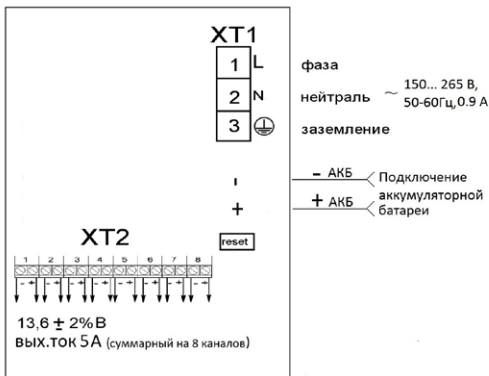 XT1
1 L фаза
2 N нейтраль ~ 150... 265 В, 50-60Гц,0.9 А
3 заземление
- - АКБ Подключение
+ + АКБ аккумуляторной батареи
reset
XT2
1 2 3 4 5 6 7 8
- + - + - + - + - + - + - + - +
13,6 ± 2% В
вых.ток 5А (суммарный на 8 каналов)